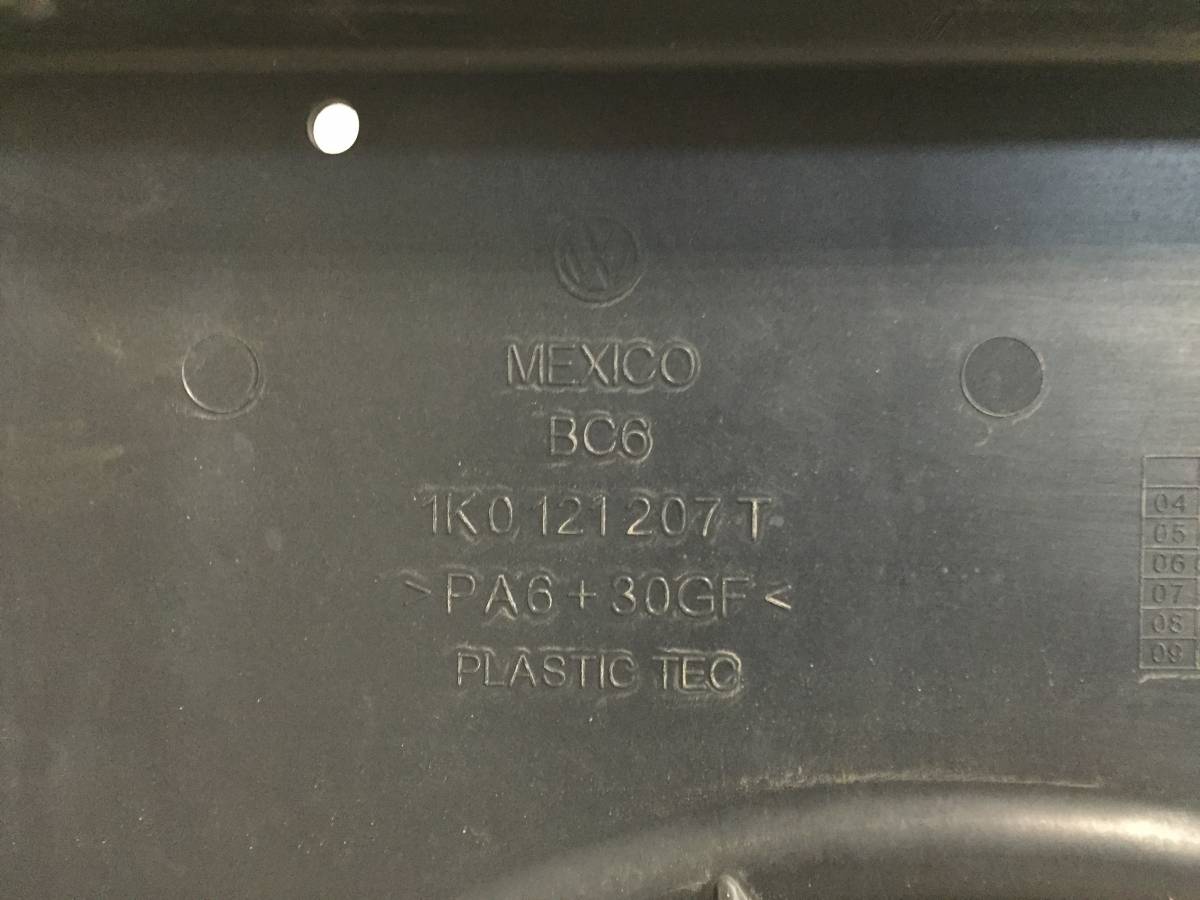 MEXICO
BC6
1K0 121 207 T
>PA6+30GF<
PLASTIC TEC
04
05
06
07
08
09